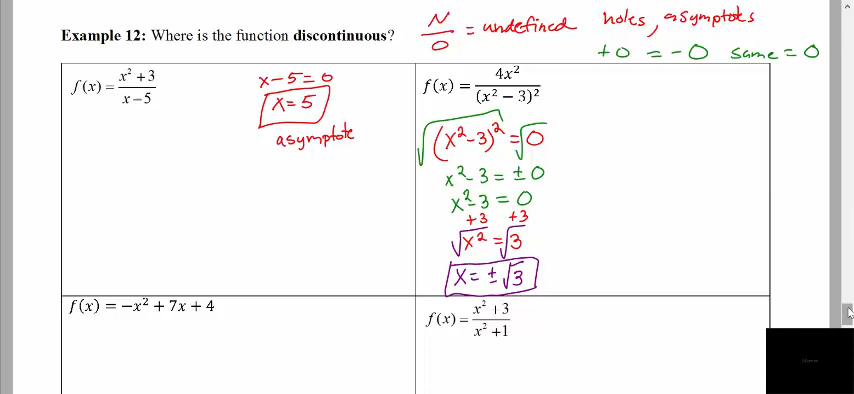 Example 12: Where is the function discontinuous?
N/0 = undefined holes, asymptotes
+0 = -0 same = 0
f(x) = (x² + 3)/(x − 5)
x - 5 = 0
x = 5
asymptote
f(x) = 4x²/(x² − 3)²
√(x² - 3)² = √0
x² - 3 = ± 0
x² - 3 = 0
+3 +3
√x² = √3
x = ± √3
f(x) = −x² + 7x + 4
f(x) = (x² + 3)/(x² + 1)